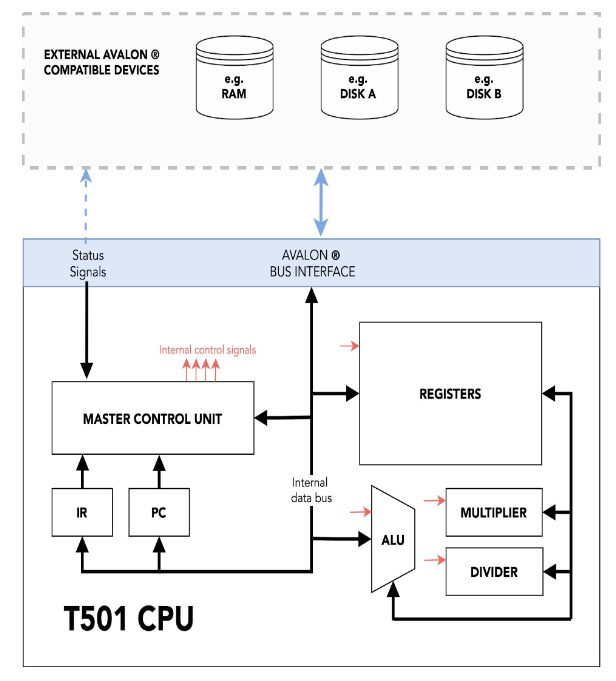 EXTERNAL AVALON ®
COMPATIBLE DEVICES
e.g.
RAM
e.g.
DISK A
e.g.
DISK B
Status
Signals
AVALON ®
BUS INTERFACE
Internal control signals
MASTER CONTROL UNIT
REGISTERS
Internal
data bus
IR
PC
ALU
MULTIPLIER
DIVIDER
T501 CPU